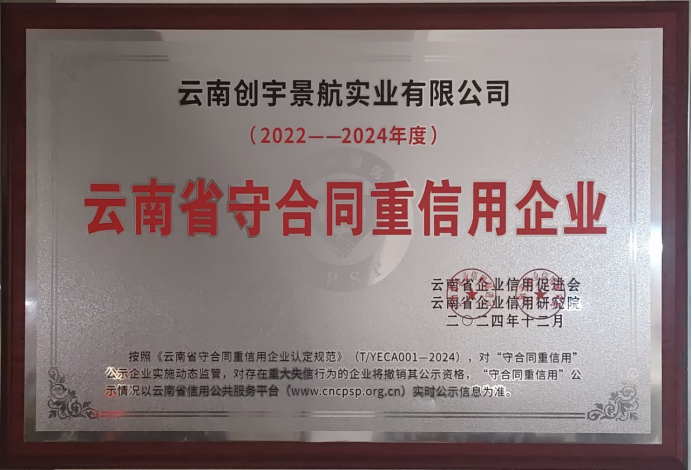 云南创宇景航实业有限公司
（2022——2024年度）
云南省守合同重信用企业
CPSP
云南省企业信用促进会
云南省企业信用研究院
二〇二四年十二月
按照《云南省守合同重信用企业认定规范》（T/YECA001—2024），对“守合同重信用”
公示企业实施动态监管，对存在重大失信行为的企业将撤销其公示资格，“守合同重信用”公
示情况以云南省信用公共服务平台（www.cncpsp.org.cn）实时公示信息为准。